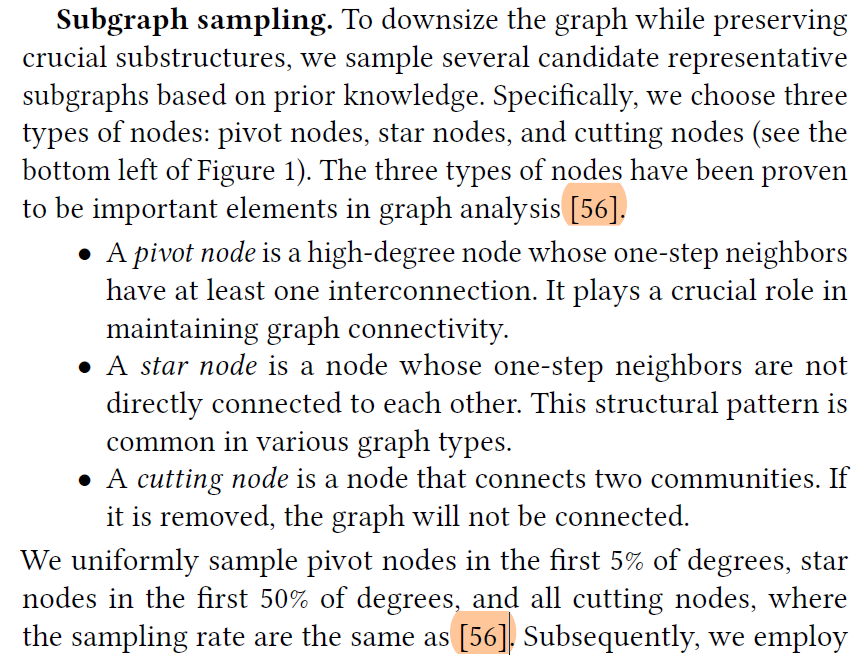 Subgraph sampling. To downsize the graph while preserving
crucial substructures, we sample several candidate representative
subgraphs based on prior knowledge. Specifically, we choose three
types of nodes: pivot nodes, star nodes, and cutting nodes (see the
bottom left of Figure 1). The three types of nodes have been proven
to be important elements in graph analysis [56].
• A pivot node is a high-degree node whose one-step neighbors
have at least one interconnection. It plays a crucial role in
maintaining graph connectivity.
• A star node is a node whose one-step neighbors are not
directly connected to each other. This structural pattern is
common in various graph types.
• A cutting node is a node that connects two communities. If
it is removed, the graph will not be connected.
We uniformly sample pivot nodes in the first 5% of degrees, star
nodes in the first 50% of degrees, and all cutting nodes, where
the sampling rate are the same as [56]. Subsequently, we employ